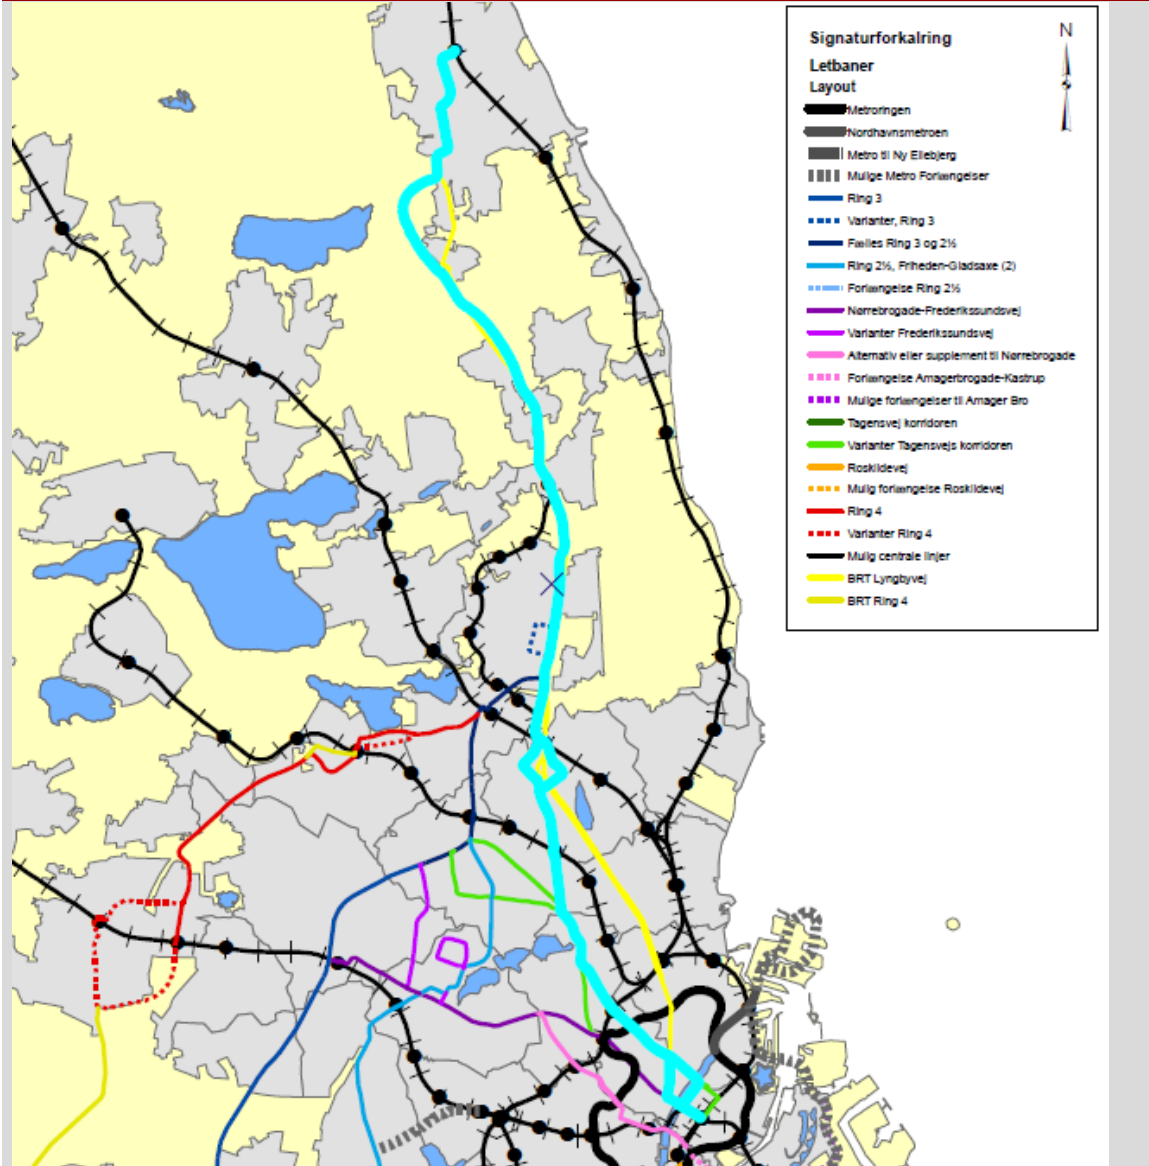 N
Signaturforkalring
Letbaner
Layout
Metroringen
Nordhavnsmetroen
Metro til Ny Ellebjerg
Mulige Metro Forlængelser
Ring 3
Varianter, Ring 3
Fælles Ring 3 og 2½
Ring 2½, Friheden-Gladsaxe (2)
Forlængelse Ring 2½
Nørrebrogade-Frederikssundsvej
Varianter Frederikssundsvej
Alternativ eller supplement til Nørrebrogade
Forlængelse Amagerbrogade-Kastrup
Mulige forlængelser til Amager Bro
Tagensvej korridoren
Varianter Tagensvejs korridoren
Roskildevej
Mulig forlængelse Roskildevej
Ring 4
Varianter Ring 4
Mulig centrale linjer
BRT Lyngbyvej
BRT Ring 4